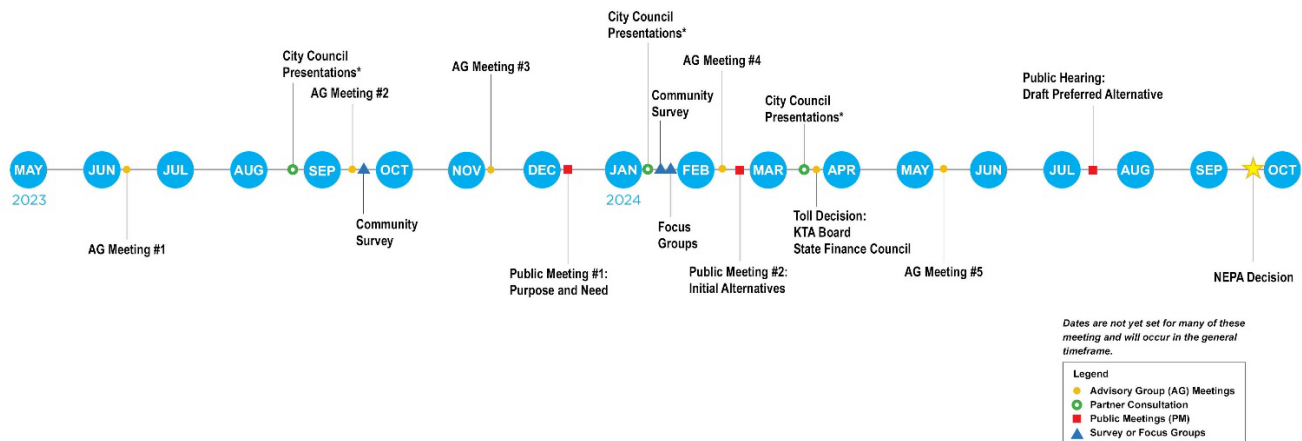 City Council
Presentations*
AG Meeting #2
AG Meeting #3
City Council
Presentations*
Community
Survey
AG Meeting #4
City Council
Presentations*
Public Hearing:
Draft Preferred Alternative
MAY
JUN
JUL
AUG
SEP
OCT
NOV
DEC
JAN
FEB
MAR
APR
MAY
JUN
JUL
AUG
SEP
OCT
2023
2024
AG Meeting #1
Community
Survey
Public Meeting #1:
Purpose and Need
Focus
Groups
Public Meeting #2:
Initial Alternatives
Toll Decision:
KTA Board
State Finance Council
AG Meeting #5
NEPA Decision
Dates are not yet set for many of these
meeting and will occur in the general
timeframe.
Legend
Advisory Group (AG) Meetings
Partner Consultation
Public Meetings (PM)
Survey or Focus Groups